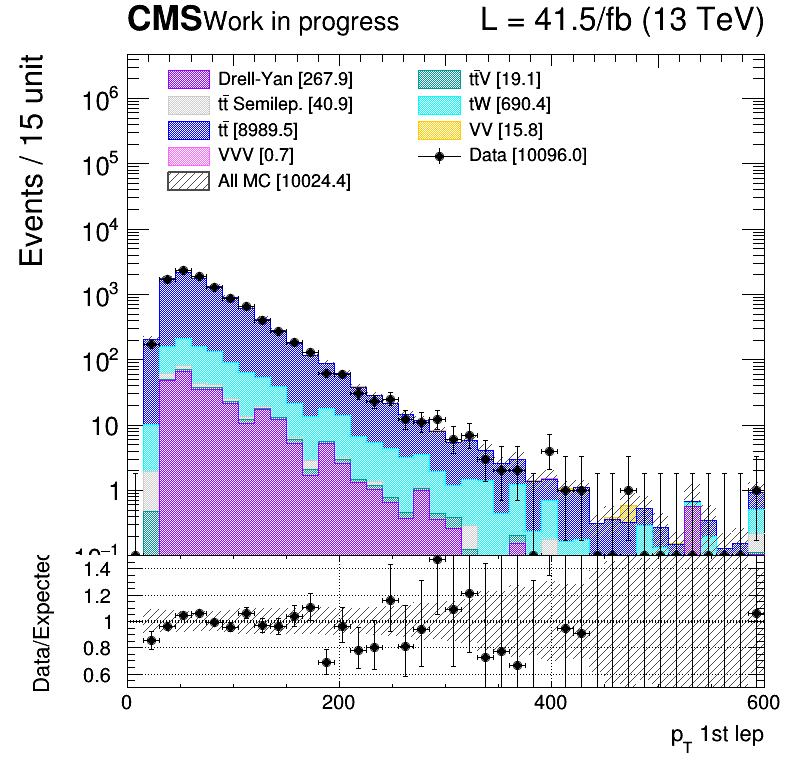 CMS Work in progress L = 41.5/fb (13 TeV)
Events / 15 unit
Drell-Yan [267.9] tt̄V [19.1]
tt̄ Semilep. [40.9] tW [690.4]
tt̄ [8989.5] VV [15.8]
VVV [0.7] Data [10096.0]
All MC [10024.4]
10⁶
10⁵
10⁴
10³
10²
10
1
10⁻¹
Data/Expected
1.4
1.2
1
0.8
0.6
0 200 400 600
p_T 1st lep